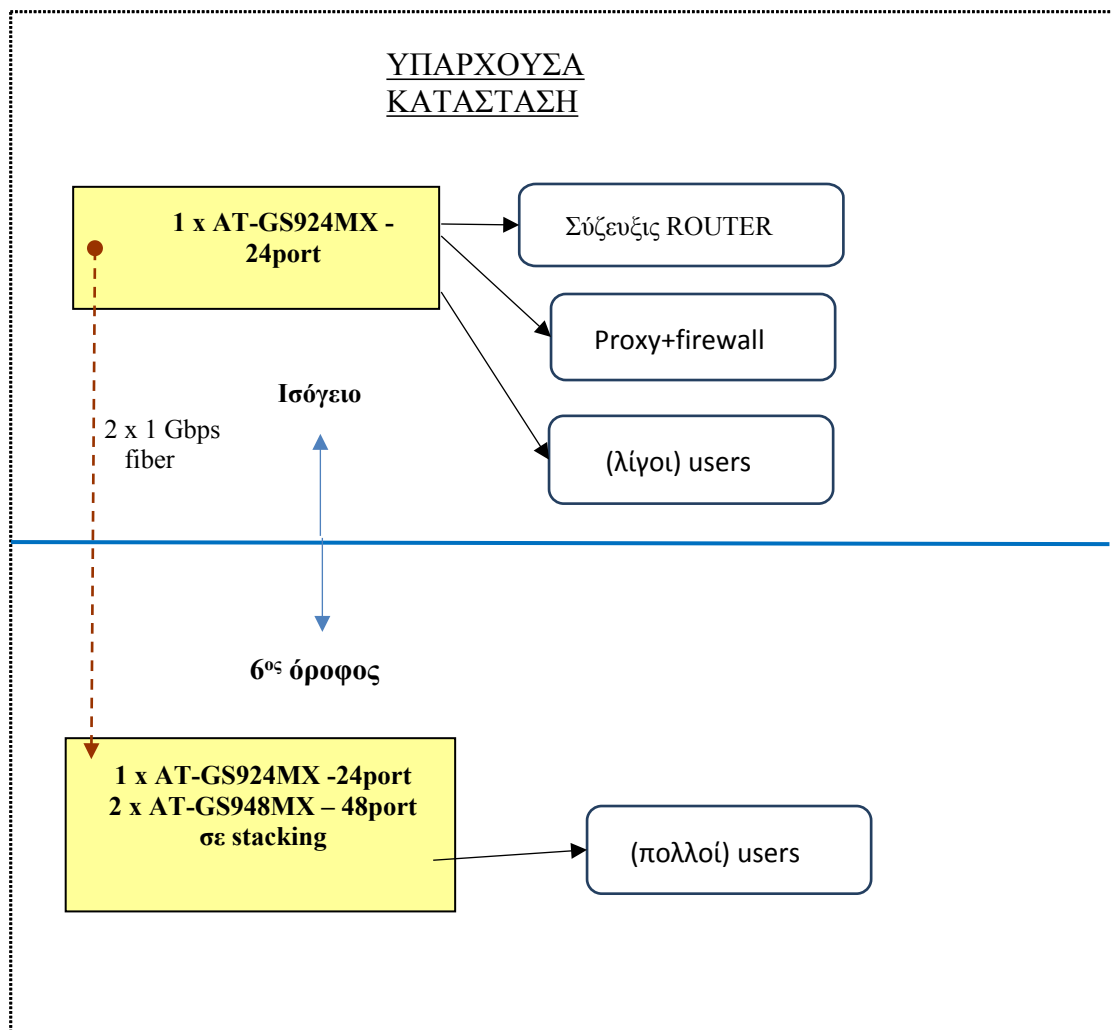 ΥΠΑΡΧΟΥΣΑ
ΚΑΤΑΣΤΑΣΗ
1 x AT-GS924MX -
24port
Σύζευξις ROUTER
Proxy+firewall
(λίγοι) users
Ισόγειο
2 x 1 Gbps
fiber
6ος όροφος
1 x AT-GS924MX -24port
2 x AT-GS948MX – 48port
σε stacking
(πολλοί) users